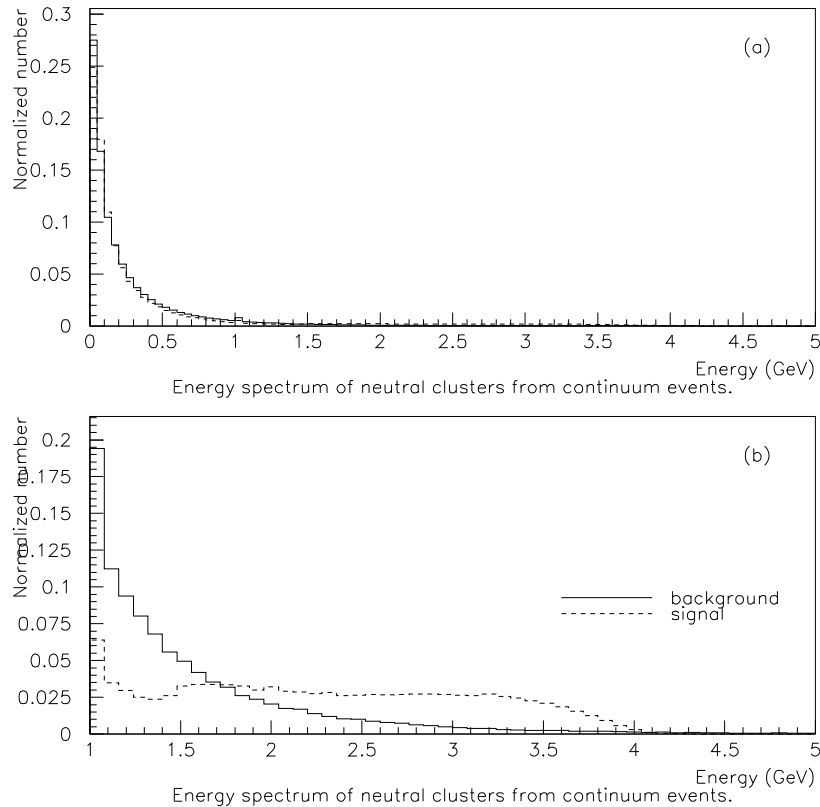 (a)
Normalized number
0.3
0.25
0.2
0.15
0.1
0.05
0
0 0.5 1 1.5 2 2.5 3 3.5 4 4.5 5
Energy (GeV)
Energy spectrum of neutral clusters from continuum events.
(b)
Normalized number
0.2
0.175
0.15
0.125
0.1
0.075
0.05
0.025
0
background
signal
1 1.5 2 2.5 3 3.5 4 4.5 5
Energy (GeV)
Energy spectrum of neutral clusters from continuum events.